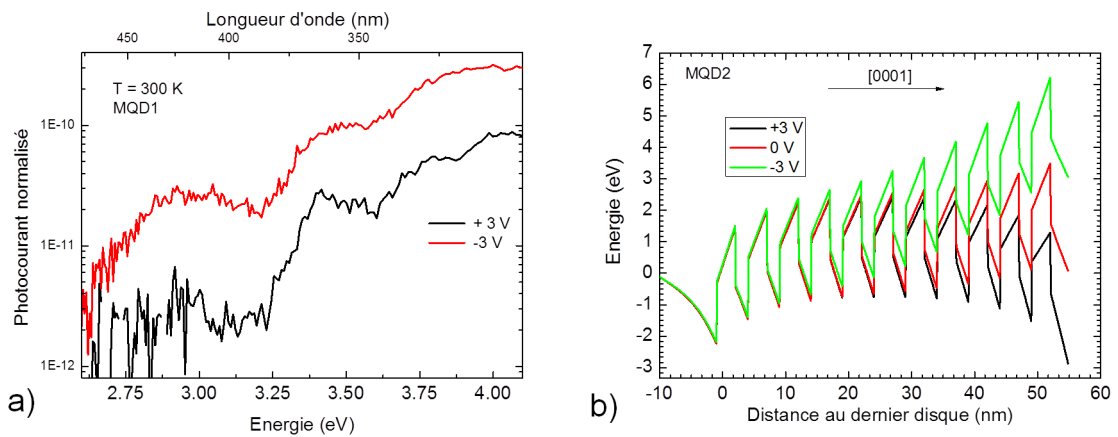 Longueur d'onde (nm)
450 400 350
T = 300 K
MQD1
1E-10
1E-11
1E-12
Photocourant normalisé
+ 3 V
-3 V
2.75 3.00 3.25 3.50 3.75 4.00
Energie (eV)
a)
7
6
5
4
3
2
1
0
-1
-2
-3
Energie (eV)
MQD2
[0001]
+3 V
0 V
-3 V
-10 0 10 20 30 40 50 60
Distance au dernier disque (nm)
b)